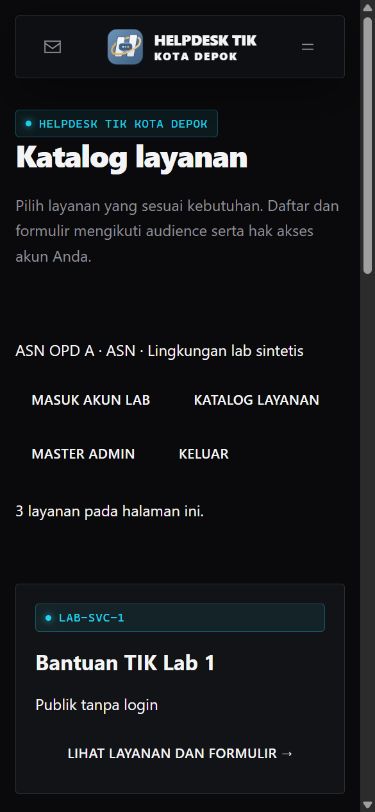 HELPDESK TIK
KOTA DEPOK
HELPDESK TIK KOTA DEPOK
Katalog layanan
Pilih layanan yang sesuai kebutuhan. Daftar dan
formulir mengikuti audience serta hak akses
akun Anda.
ASN OPD A · ASN · Lingkungan lab sintetis
MASUK AKUN LAB
KATALOG LAYANAN
MASTER ADMIN
KELUAR
3 layanan pada halaman ini.
LAB-SVC-1
Bantuan TIK Lab 1
Publik tanpa login
LIHAT LAYANAN DAN FORMULIR →